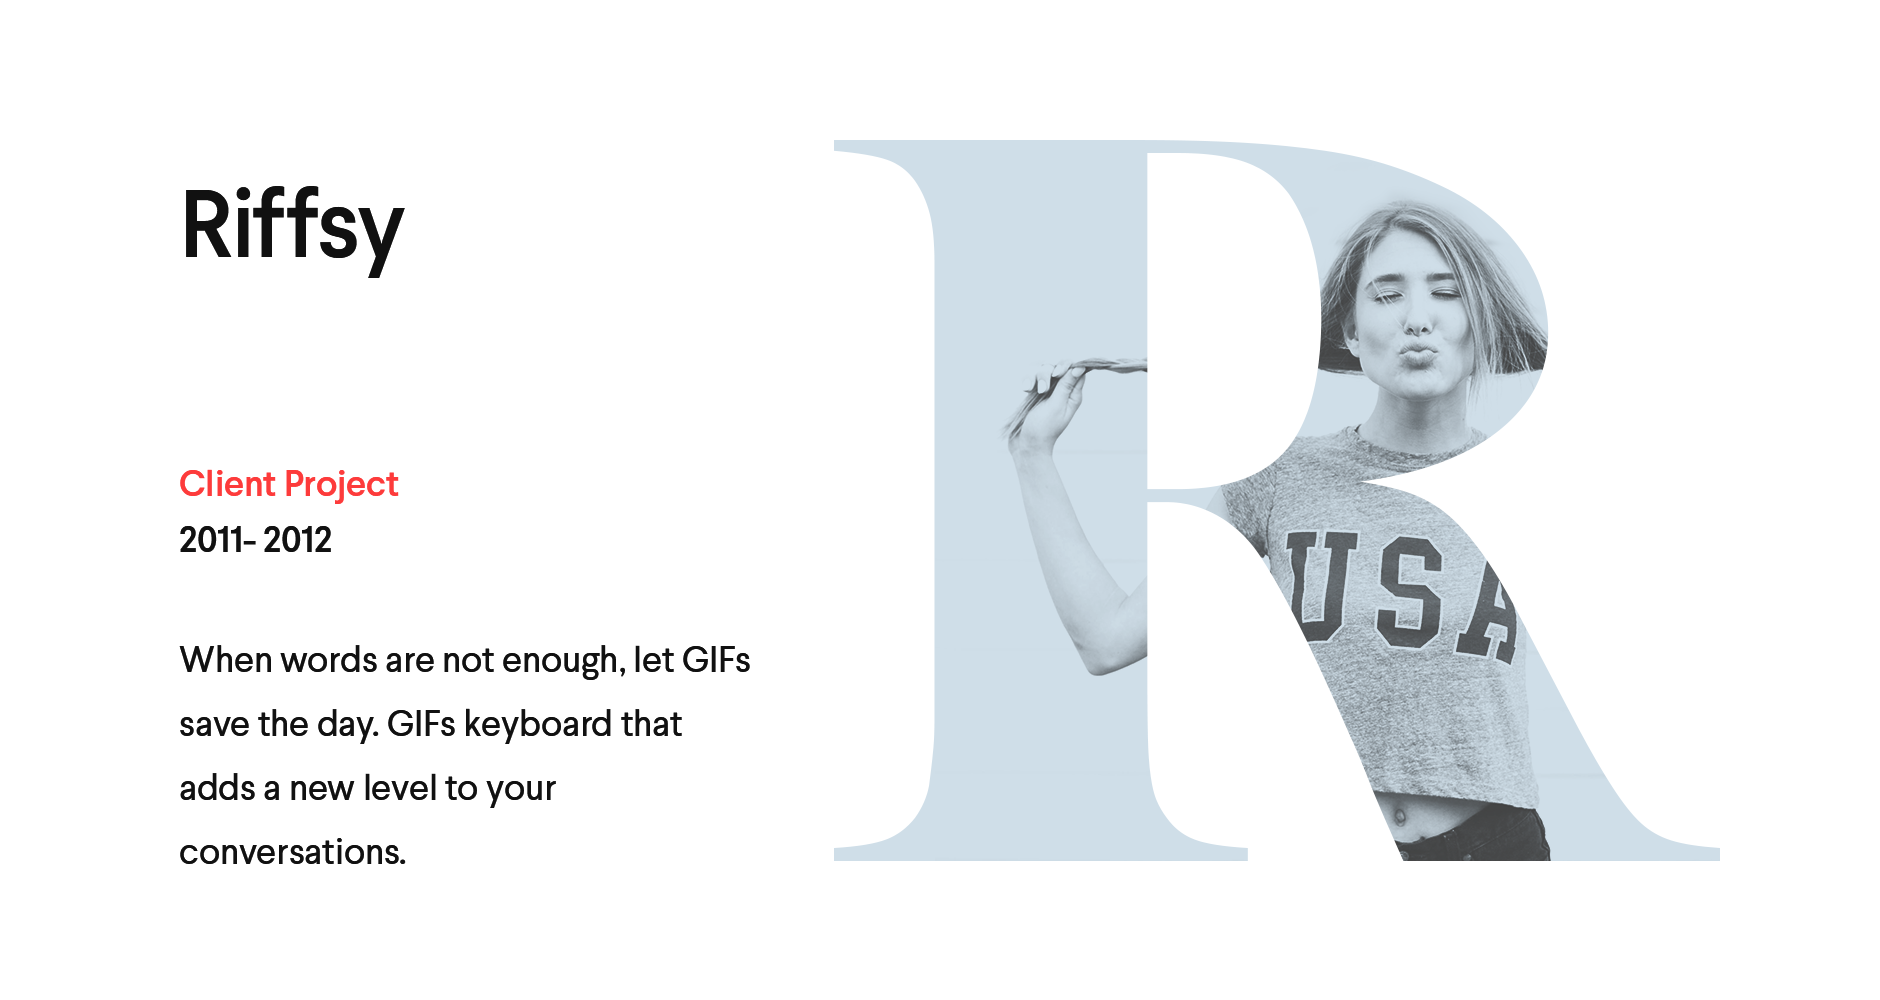 Riffsy
Client Project
2011- 2012
When words are not enough, let GIFs
save the day. GIFs keyboard that
adds a new level to your
conversations.
R
USA